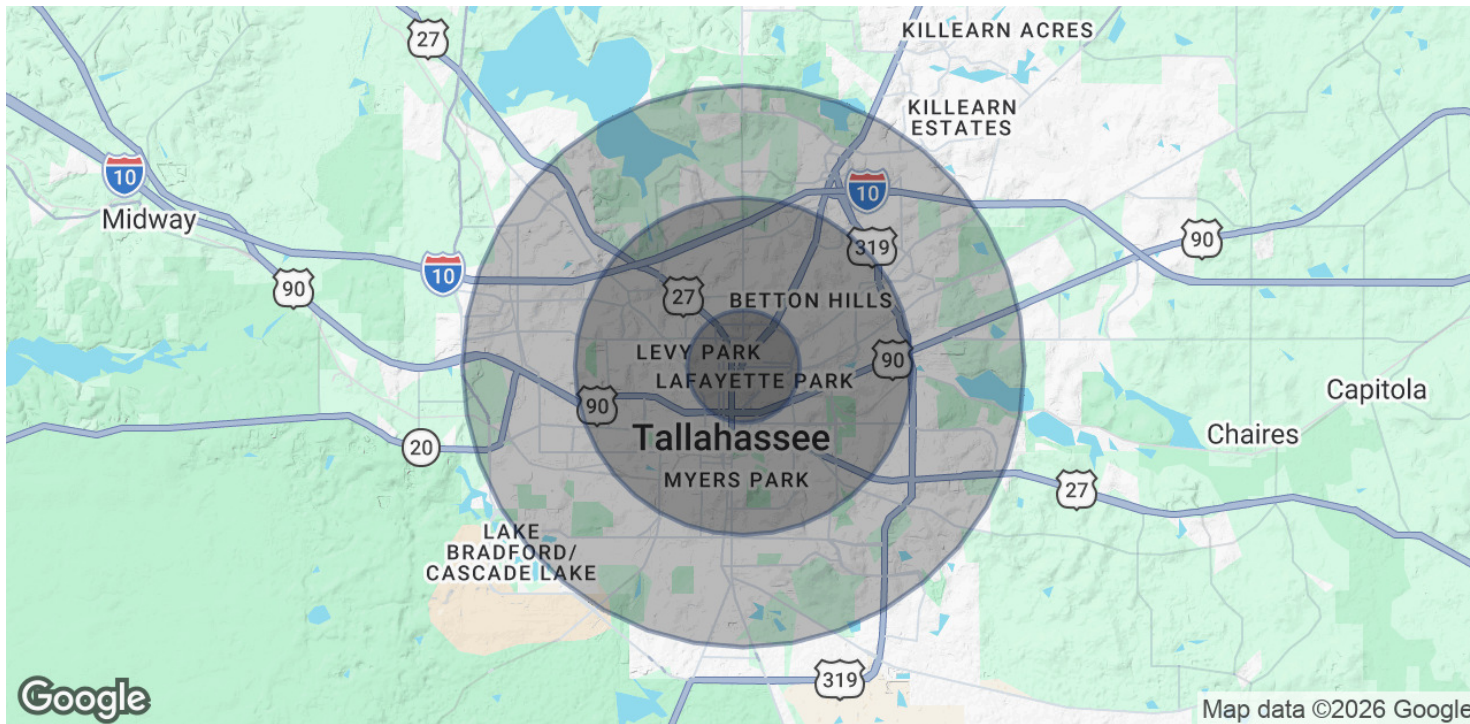 27
KILLEARN ACRES
KILLEARN
ESTATES
10
Midway
10
319
90
10
90
27
BETTON HILLS
LEVY PARK
90
LAFAYETTE PARK
Capitola
90
Tallahassee
Chaires
20
MYERS PARK
27
LAKE
BRADFORD/
CASCADE LAKE
319
Google
Map data ©2026 Google